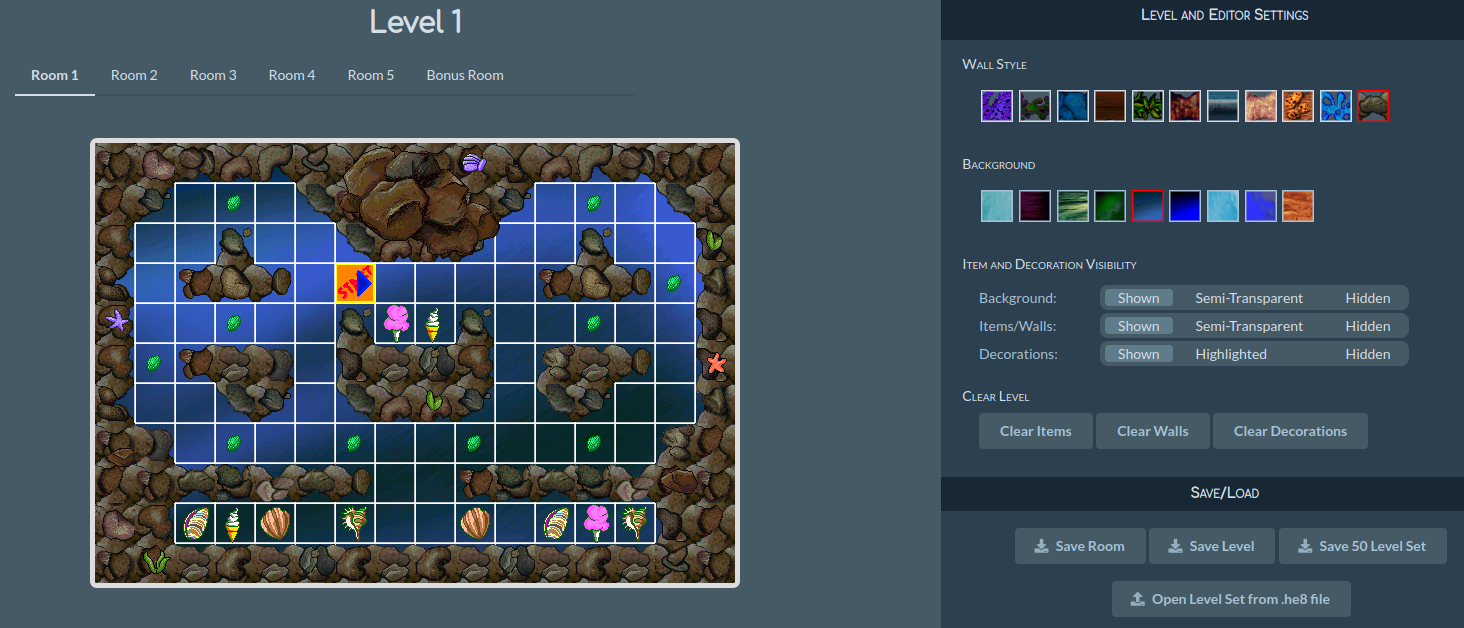 Level 1
Room 1 Room 2 Room 3 Room 4 Room 5 Bonus Room
START
Level and Editor Settings
Wall Style
Background
Item and Decoration Visibility
Background: Shown Semi-Transparent Hidden
Items/Walls: Shown Semi-Transparent Hidden
Decorations: Shown Highlighted Hidden
Clear Level
Clear Items Clear Walls Clear Decorations
Save/Load
Save Room Save Level Save 50 Level Set
Open Level Set from .he8 file